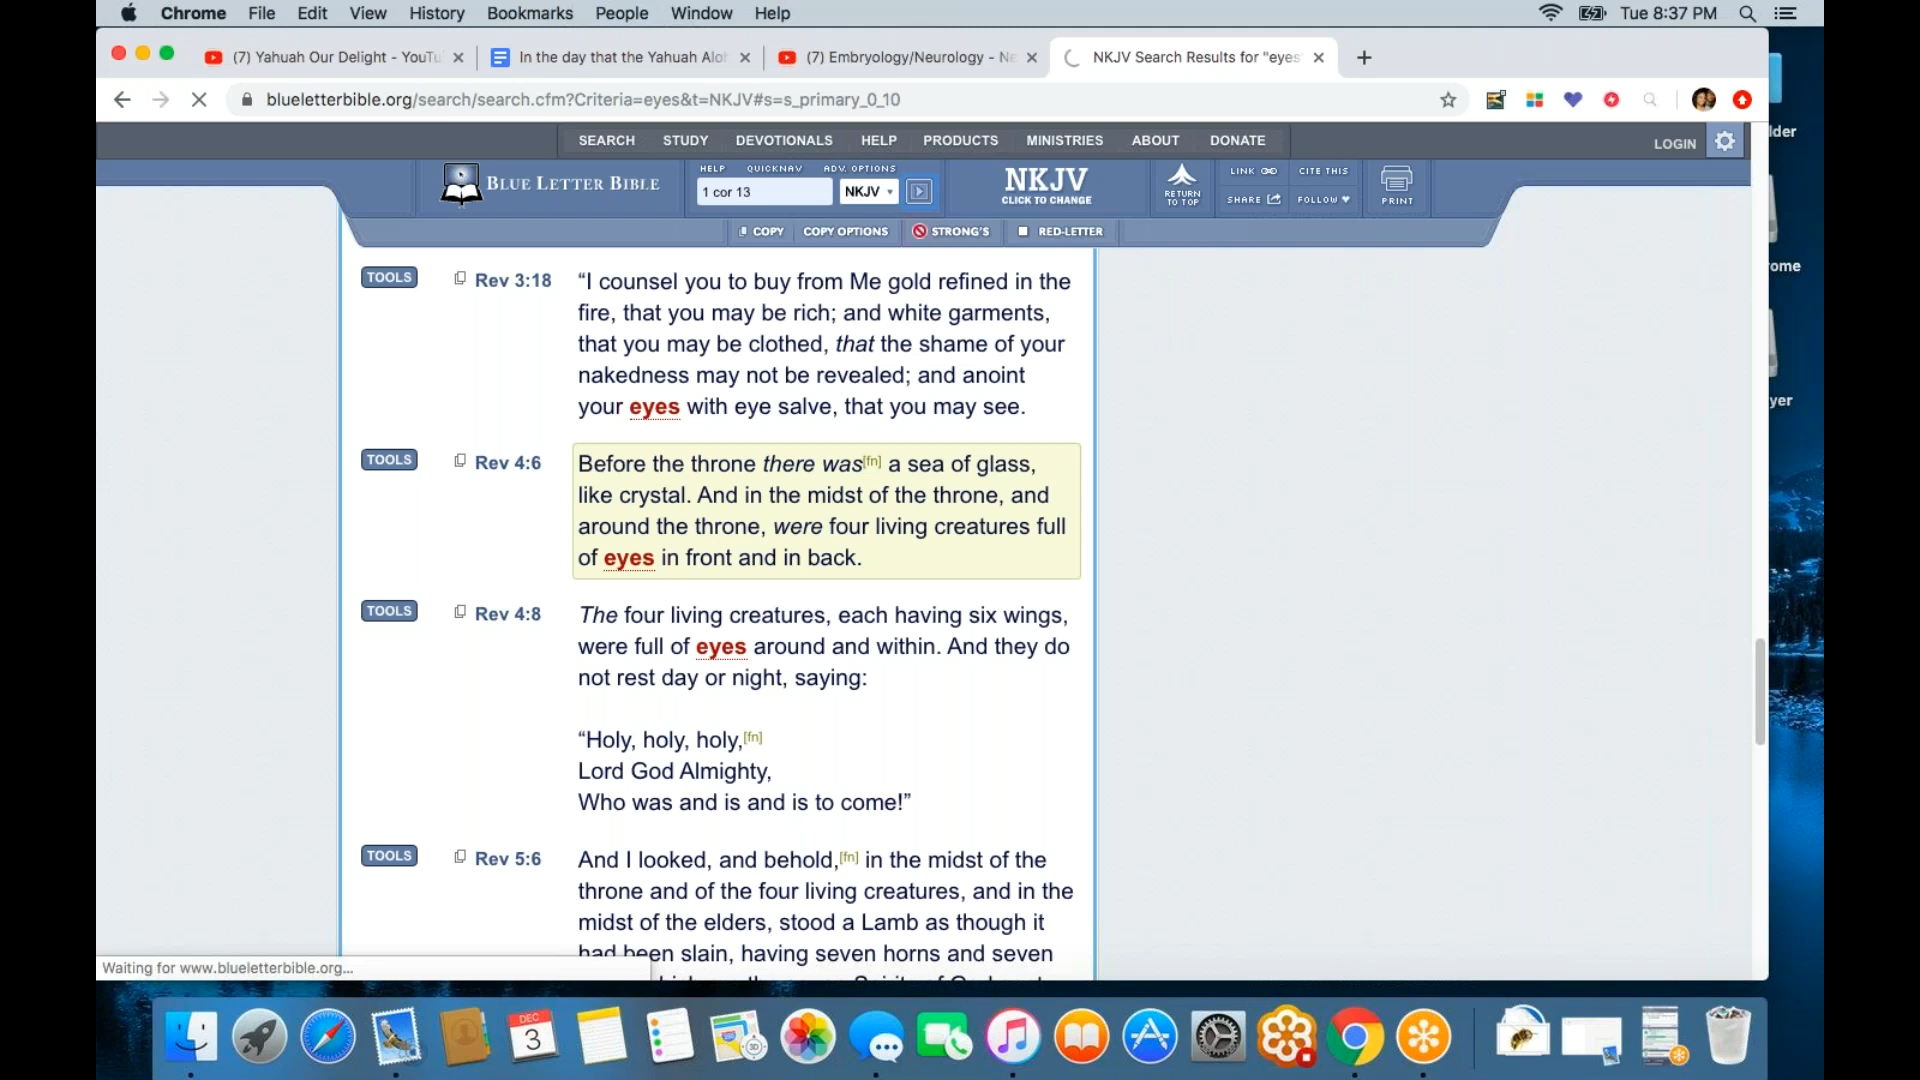 Chrome File Edit View History Bookmarks People Window Help Tue 8:37 PM
(7) Yahuah Our Delight - YouTu
In the day that the Yahuah Aloh
(7) Embryology/Neurology - Ne
NKJV Search Results for "eyes"
blueletterbible.org/search/search.cfm?Criteria=eyes&t=NKJV#s=s_primary_0_10
SEARCH STUDY DEVOTIONALS HELP PRODUCTS MINISTRIES ABOUT DONATE LOGIN
BLUE LETTER BIBLE
HELP QUICKNAV ADV. OPTIONS
1 cor 13 NKJV
NKJV
CLICK TO CHANGE
RETURN
TO TOP
LINK CITE THIS
SHARE FOLLOW
PRINT
COPY COPY OPTIONS STRONG'S RED-LETTER
TOOLS Rev 3:18 “I counsel you to buy from Me gold refined in the
fire, that you may be rich; and white garments,
that you may be clothed, that the shame of your
nakedness may not be revealed; and anoint
your eyes with eye salve, that you may see.
TOOLS Rev 4:6 Before the throne there was[fn] a sea of glass,
like crystal. And in the midst of the throne, and
around the throne, were four living creatures full
of eyes in front and in back.
TOOLS Rev 4:8 The four living creatures, each having six wings,
were full of eyes around and within. And they do
not rest day or night, saying:
“Holy, holy, holy,[fn]
Lord God Almighty,
Who was and is and is to come!”
TOOLS Rev 5:6 And I looked, and behold,[fn] in the midst of the
throne and of the four living creatures, and in the
midst of the elders, stood a Lamb as though it
had been slain, having seven horns and seven
Waiting for www.blueletterbible.org...
lder
ome
yer
DEC
3
3D